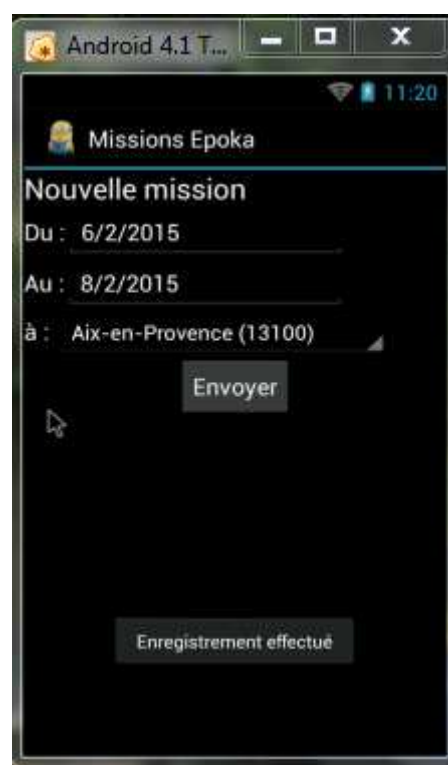 Android 4.1 T...
11:20
Missions Epoka
Nouvelle mission
Du : 6/2/2015
Au : 8/2/2015
à : Aix-en-Provence (13100)
Envoyer
Enregistrement effectué